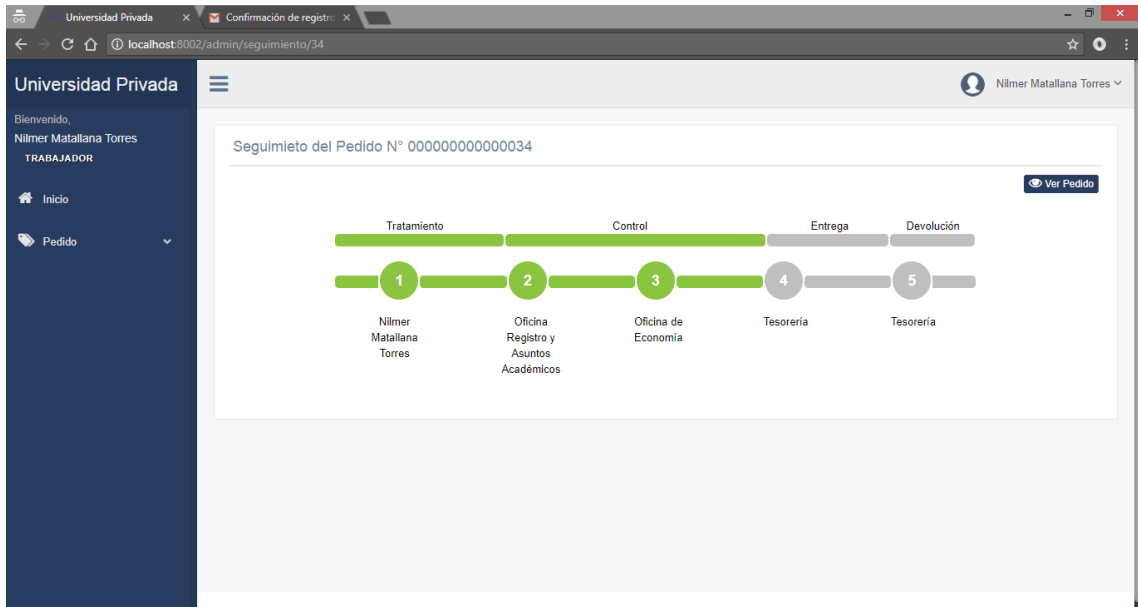 Universidad Privada
Confirmación de registro
localhost:8002/admin/seguimiento/34
Universidad Privada
Nilmer Matallana Torres
Bienvenido,
Nilmer Matallana Torres
TRABAJADOR
Inicio
Pedido
Seguimieto del Pedido N° 000000000000034
Ver Pedido
Tratamiento Control Entrega Devolución
1 2 3 4 5
Nilmer Oficina Oficina de Tesorería Tesorería
Matallana Registro y Economía
Torres Asuntos
Académicos